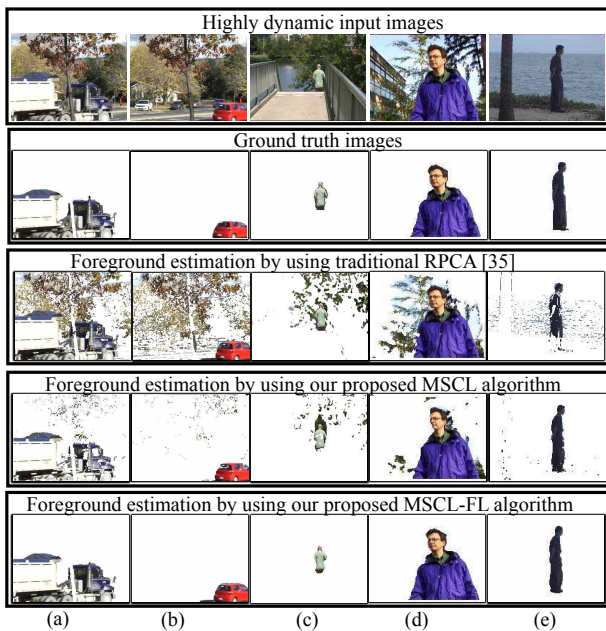 Highly dynamic input images
Ground truth images
Foreground estimation by using traditional RPCA [35]
Foreground estimation by using our proposed MSCL algorithm
Foreground estimation by using our proposed MSCL-FL algorithm
(a) (b) (c) (d) (e)